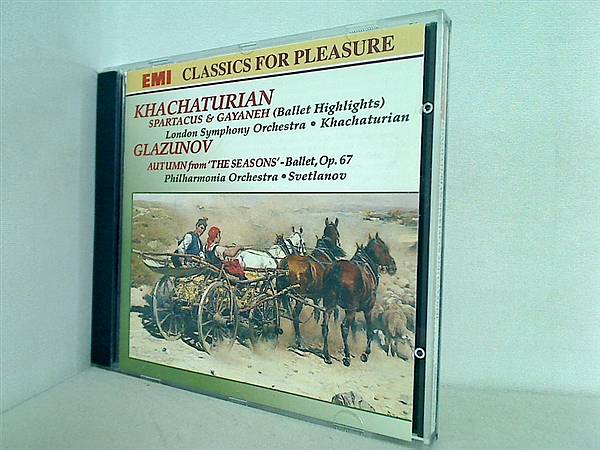 EMI CLASSICS FOR PLEASURE
KHACHATURIAN
SPARTACUS & GAYANEH (Ballet Highlights)
London Symphony Orchestra • Khachaturian
GLAZUNOV
AUTUMN from 'THE SEASONS' - Ballet, Op. 67
Philharmonia Orchestra • Svetlanov